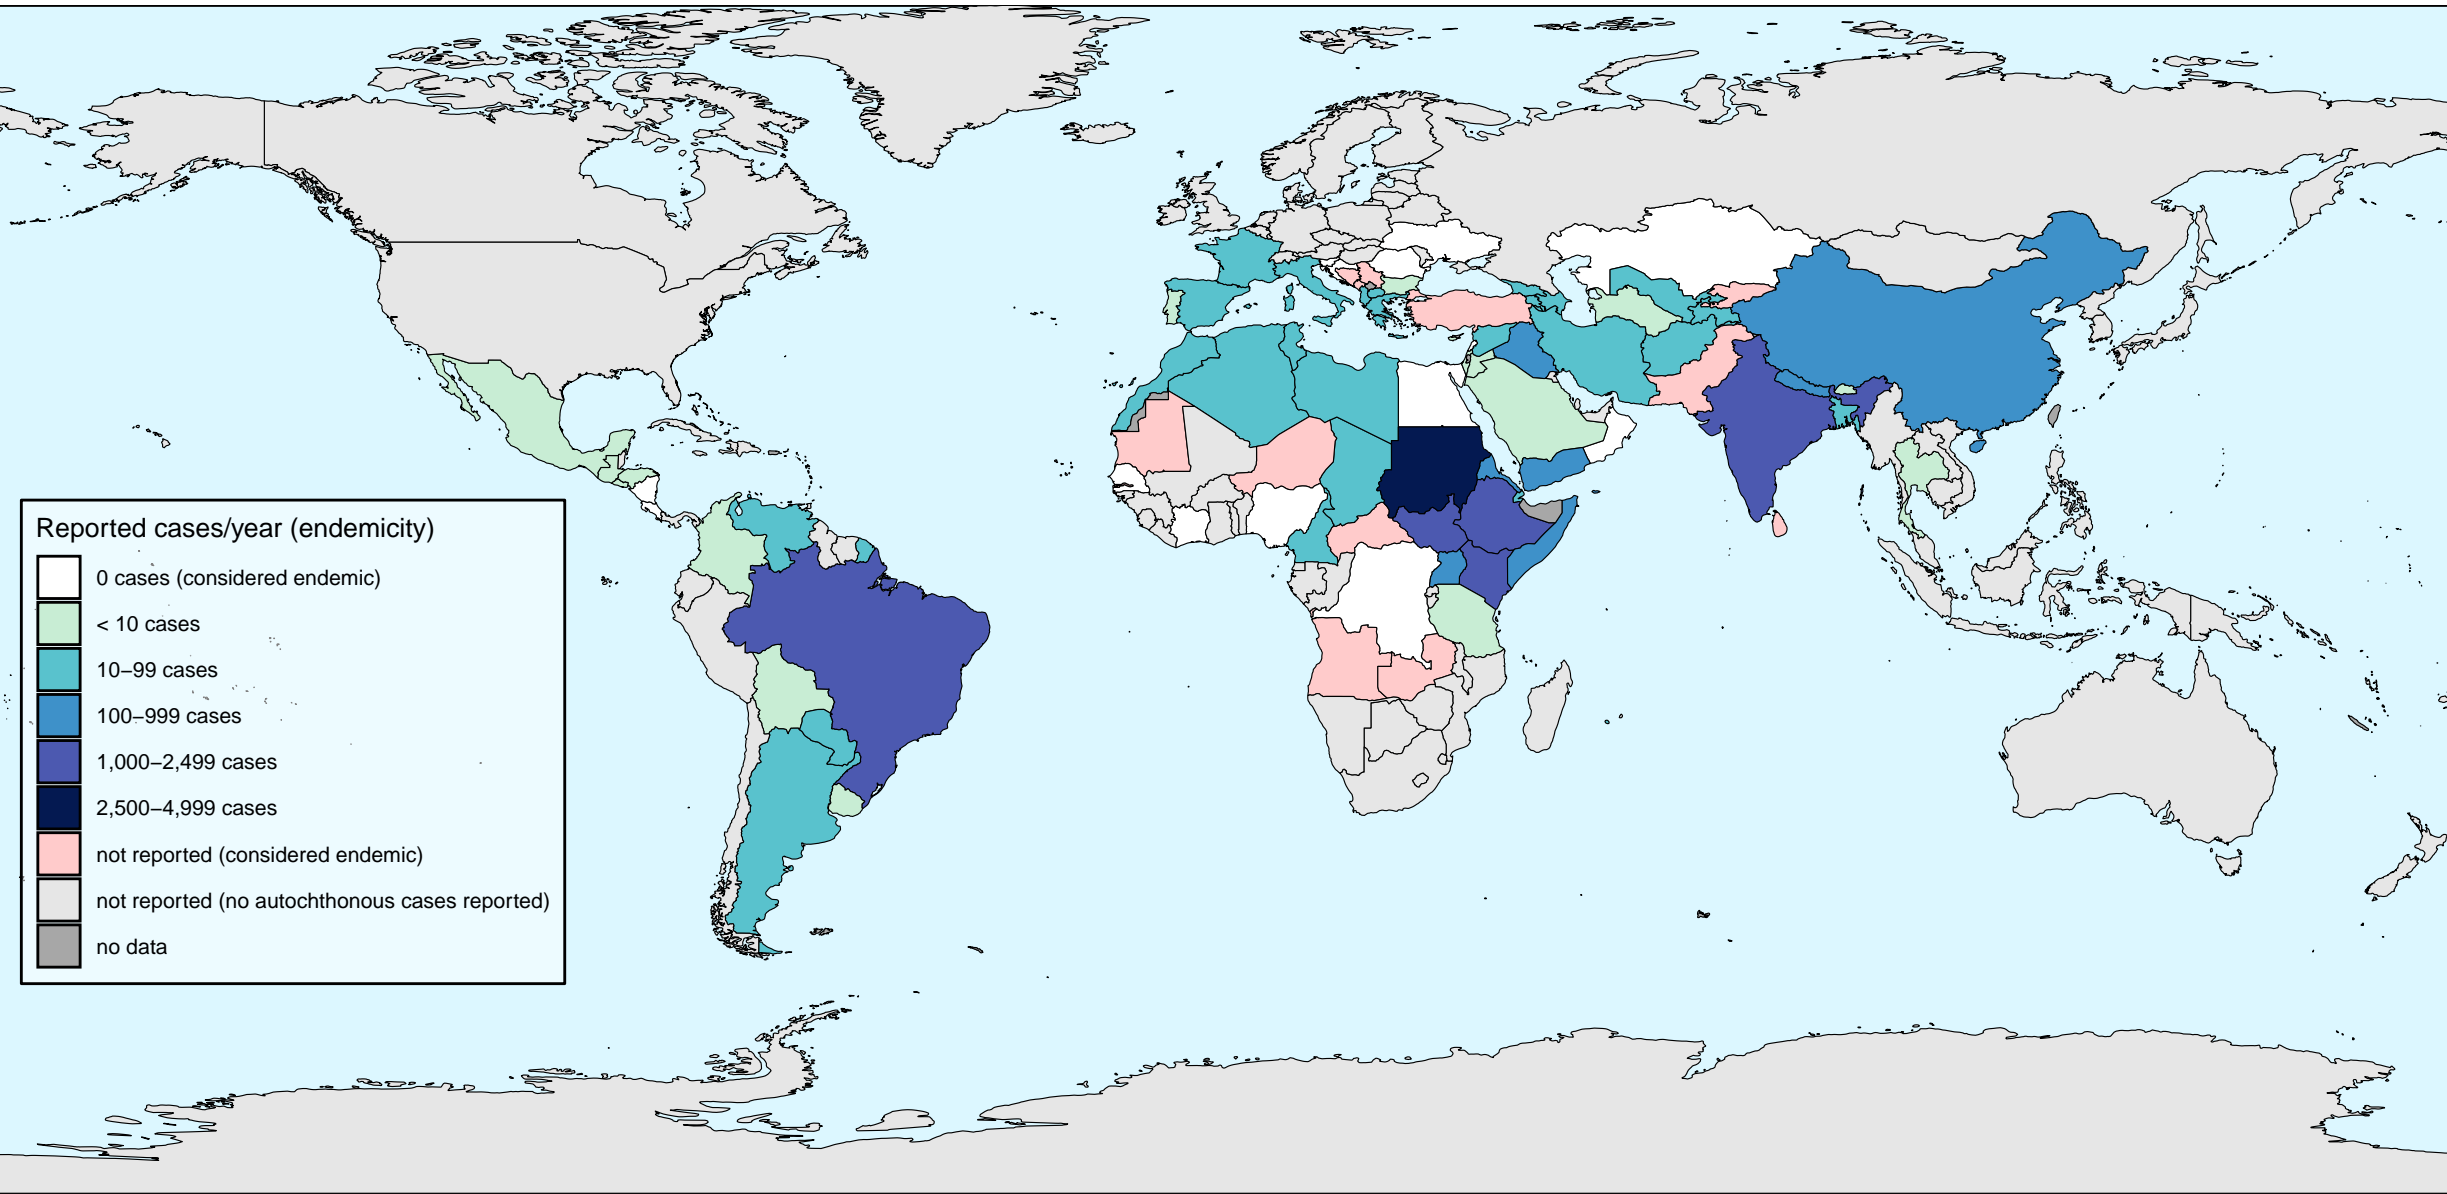 Reported cases/year (endemicity)
0 cases (considered endemic)
< 10 cases
10–99 cases
100–999 cases
1,000–2,499 cases
2,500–4,999 cases
not reported (considered endemic)
not reported (no autochthonous cases reported)
no data